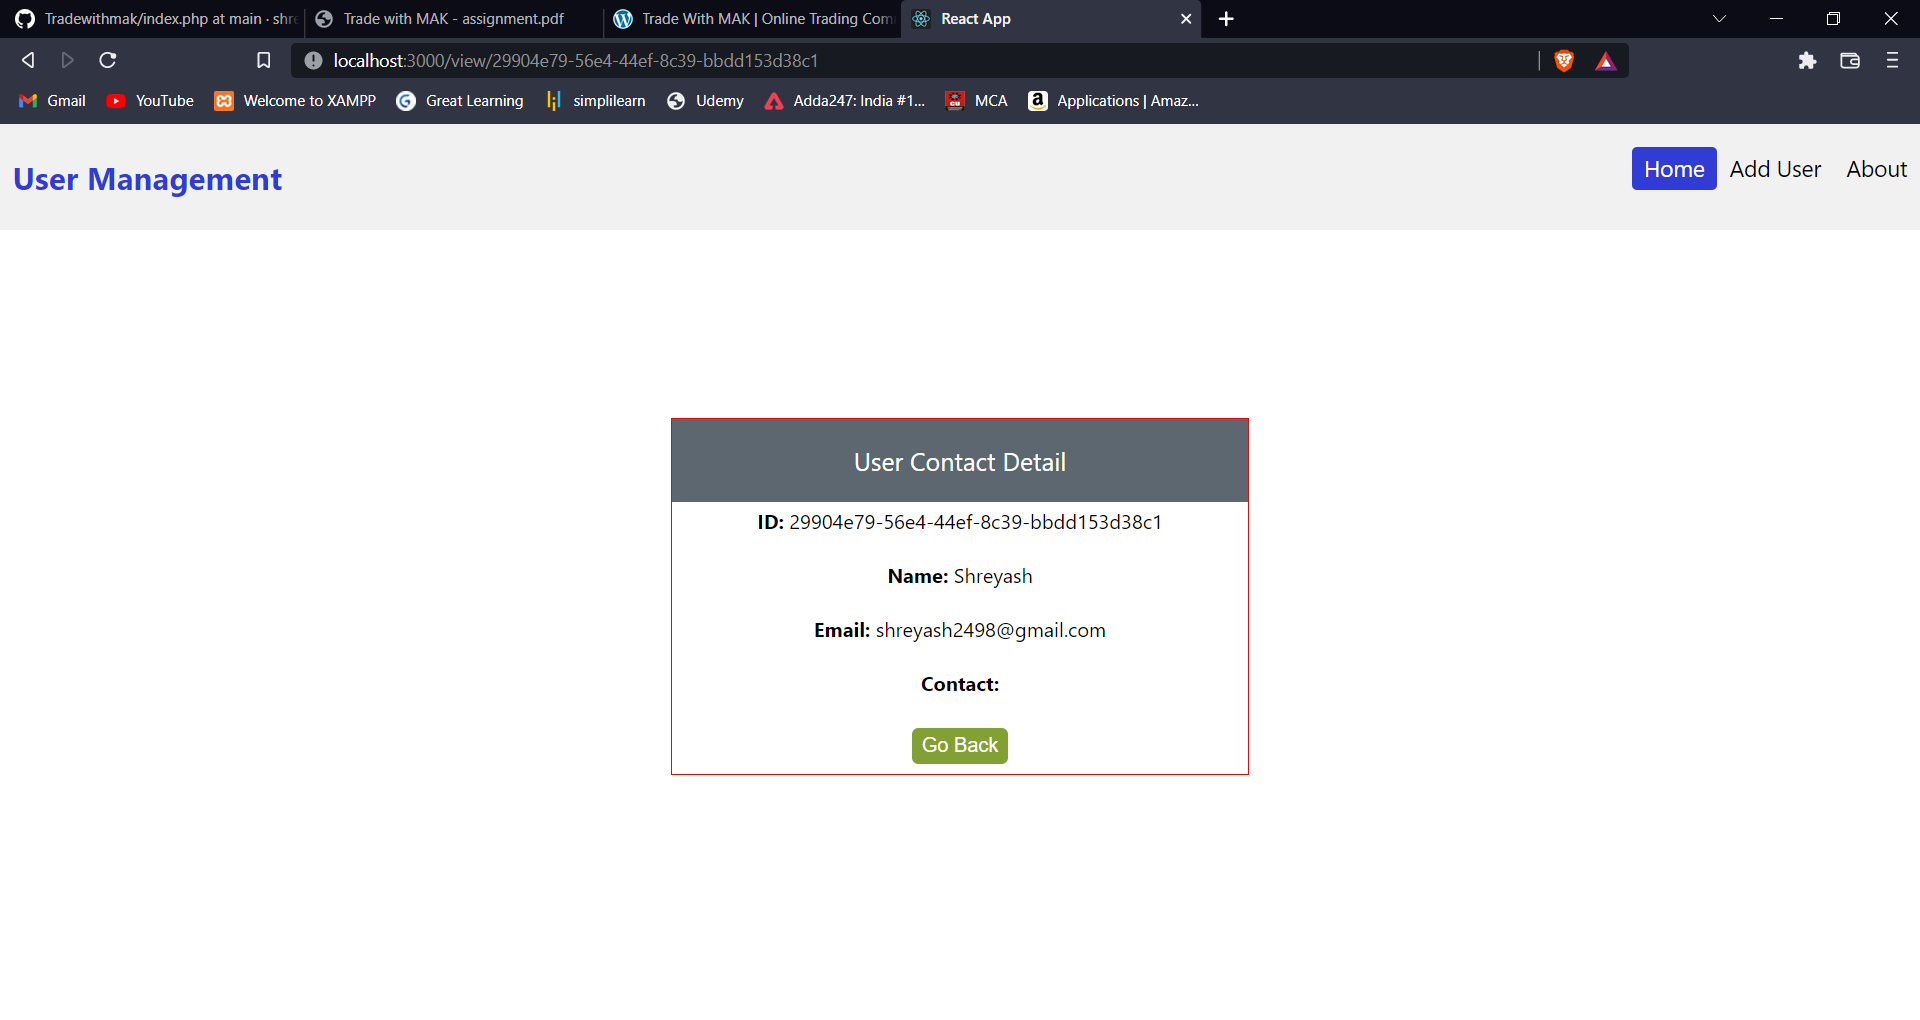 Tradewithmak/index.php at main · shre
Trade with MAK - assignment.pdf
Trade With MAK | Online Trading Com
React App
localhost:3000/view/29904e79-56e4-44ef-8c39-bbdd153d38c1
Gmail
YouTube
Welcome to XAMPP
Great Learning
simplilearn
Udemy
Adda247: India #1...
MCA
Applications | Amaz...
User Management
Home
Add User
About
User Contact Detail
ID: 29904e79-56e4-44ef-8c39-bbdd153d38c1
Name: Shreyash
Email: shreyash2498@gmail.com
Contact:
Go Back